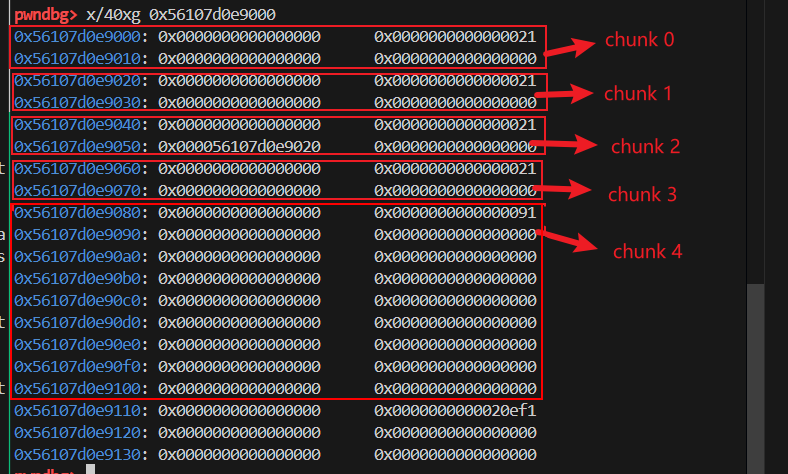 pwndbg> x/40xg 0x56107d0e9000
0x56107d0e9000: 0x0000000000000000 0x0000000000000021
0x56107d0e9010: 0x0000000000000000 0x0000000000000000
chunk 0
0x56107d0e9020: 0x0000000000000000 0x0000000000000021
0x56107d0e9030: 0x0000000000000000 0x0000000000000000
chunk 1
0x56107d0e9040: 0x0000000000000000 0x0000000000000021
0x56107d0e9050: 0x000056107d0e9020 0x0000000000000000
chunk 2
0x56107d0e9060: 0x0000000000000000 0x0000000000000021
0x56107d0e9070: 0x0000000000000000 0x0000000000000000
chunk 3
0x56107d0e9080: 0x0000000000000000 0x0000000000000091
0x56107d0e9090: 0x0000000000000000 0x0000000000000000
chunk 4
0x56107d0e90a0: 0x0000000000000000 0x0000000000000000
0x56107d0e90b0: 0x0000000000000000 0x0000000000000000
0x56107d0e90c0: 0x0000000000000000 0x0000000000000000
0x56107d0e90d0: 0x0000000000000000 0x0000000000000000
0x56107d0e90e0: 0x0000000000000000 0x0000000000000000
0x56107d0e90f0: 0x0000000000000000 0x0000000000000000
0x56107d0e9100: 0x0000000000000000 0x0000000000000000
0x56107d0e9110: 0x0000000000000000 0x0000000000020ef1
0x56107d0e9120: 0x0000000000000000 0x0000000000000000
0x56107d0e9130: 0x0000000000000000 0x0000000000000000